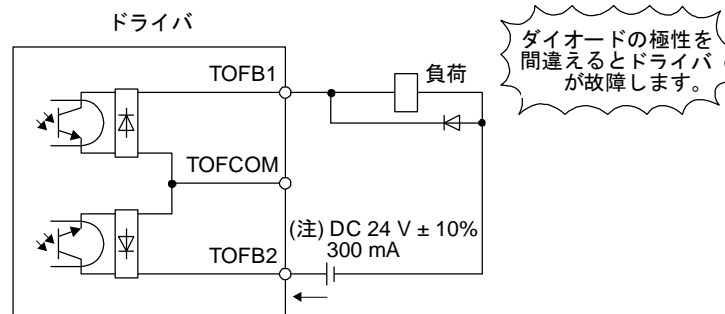 ドライバ
ダイオードの極性を
間違えるとドライバ
が故障します。
TOFB1
負荷
TOFCOM
(注) DC 24 V ± 10%
300 mA
TOFB2